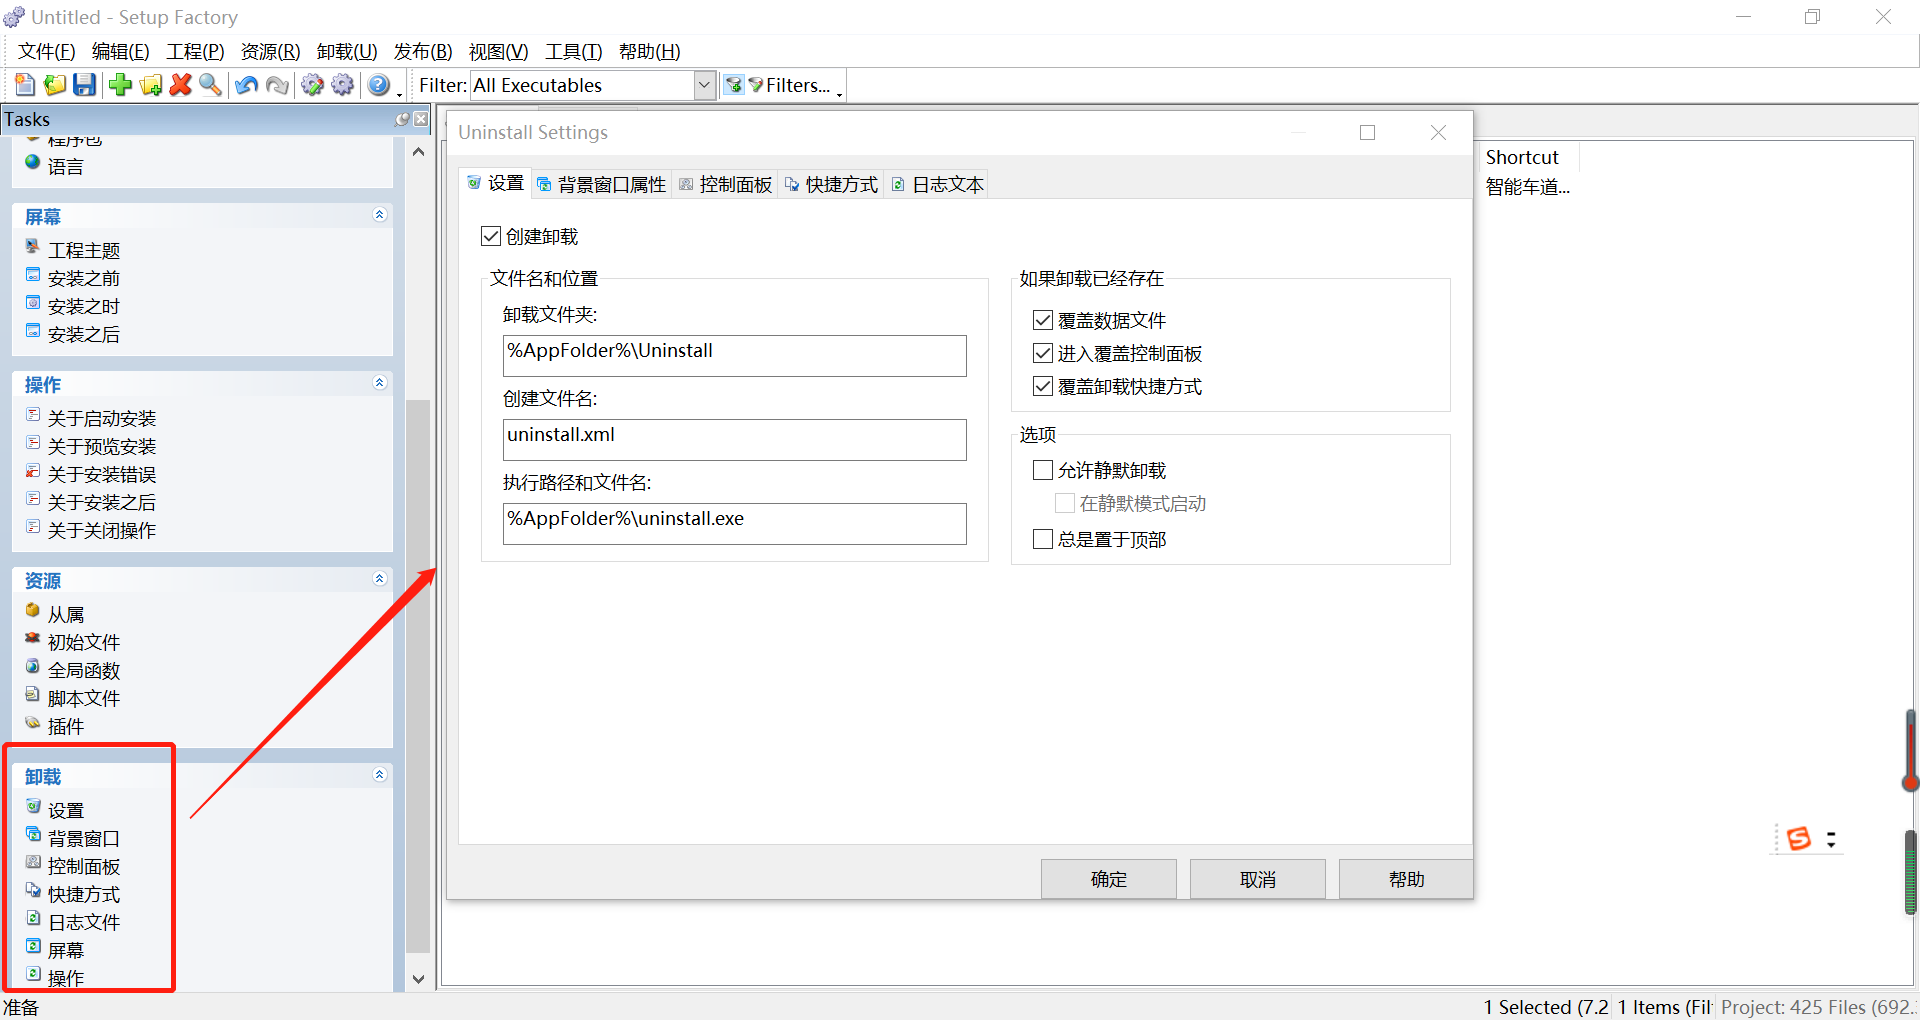 Untitled - Setup Factory
文件(F) 编辑(E) 工程(P) 资源(R) 卸载(U) 发布(B) 视图(V) 工具(T) 帮助(H)
Filter: All Executables Filters...
Tasks
程序包
语言
屏幕
工程主题
安装之前
安装之时
安装之后
操作
关于启动安装
关于预览安装
关于安装错误
关于安装之后
关于关闭操作
资源
从属
初始文件
全局函数
脚本文件
插件
卸载
设置
背景窗口
控制面板
快捷方式
日志文件
屏幕
操作
Uninstall Settings
设置 背景窗口属性 控制面板 快捷方式 日志文本
创建卸载
文件名和位置
卸载文件夹:
%AppFolder%\Uninstall
创建文件名:
uninstall.xml
执行路径和文件名:
%AppFolder%\uninstall.exe
如果卸载已经存在
覆盖数据文件
进入覆盖控制面板
覆盖卸载快捷方式
选项
允许静默卸载
在静默模式启动
总是置于顶部
确定 取消 帮助
Shortcut
智能车道...
准备
1 Selected (7.2 1 Items (Fil Project: 425 Files (692.